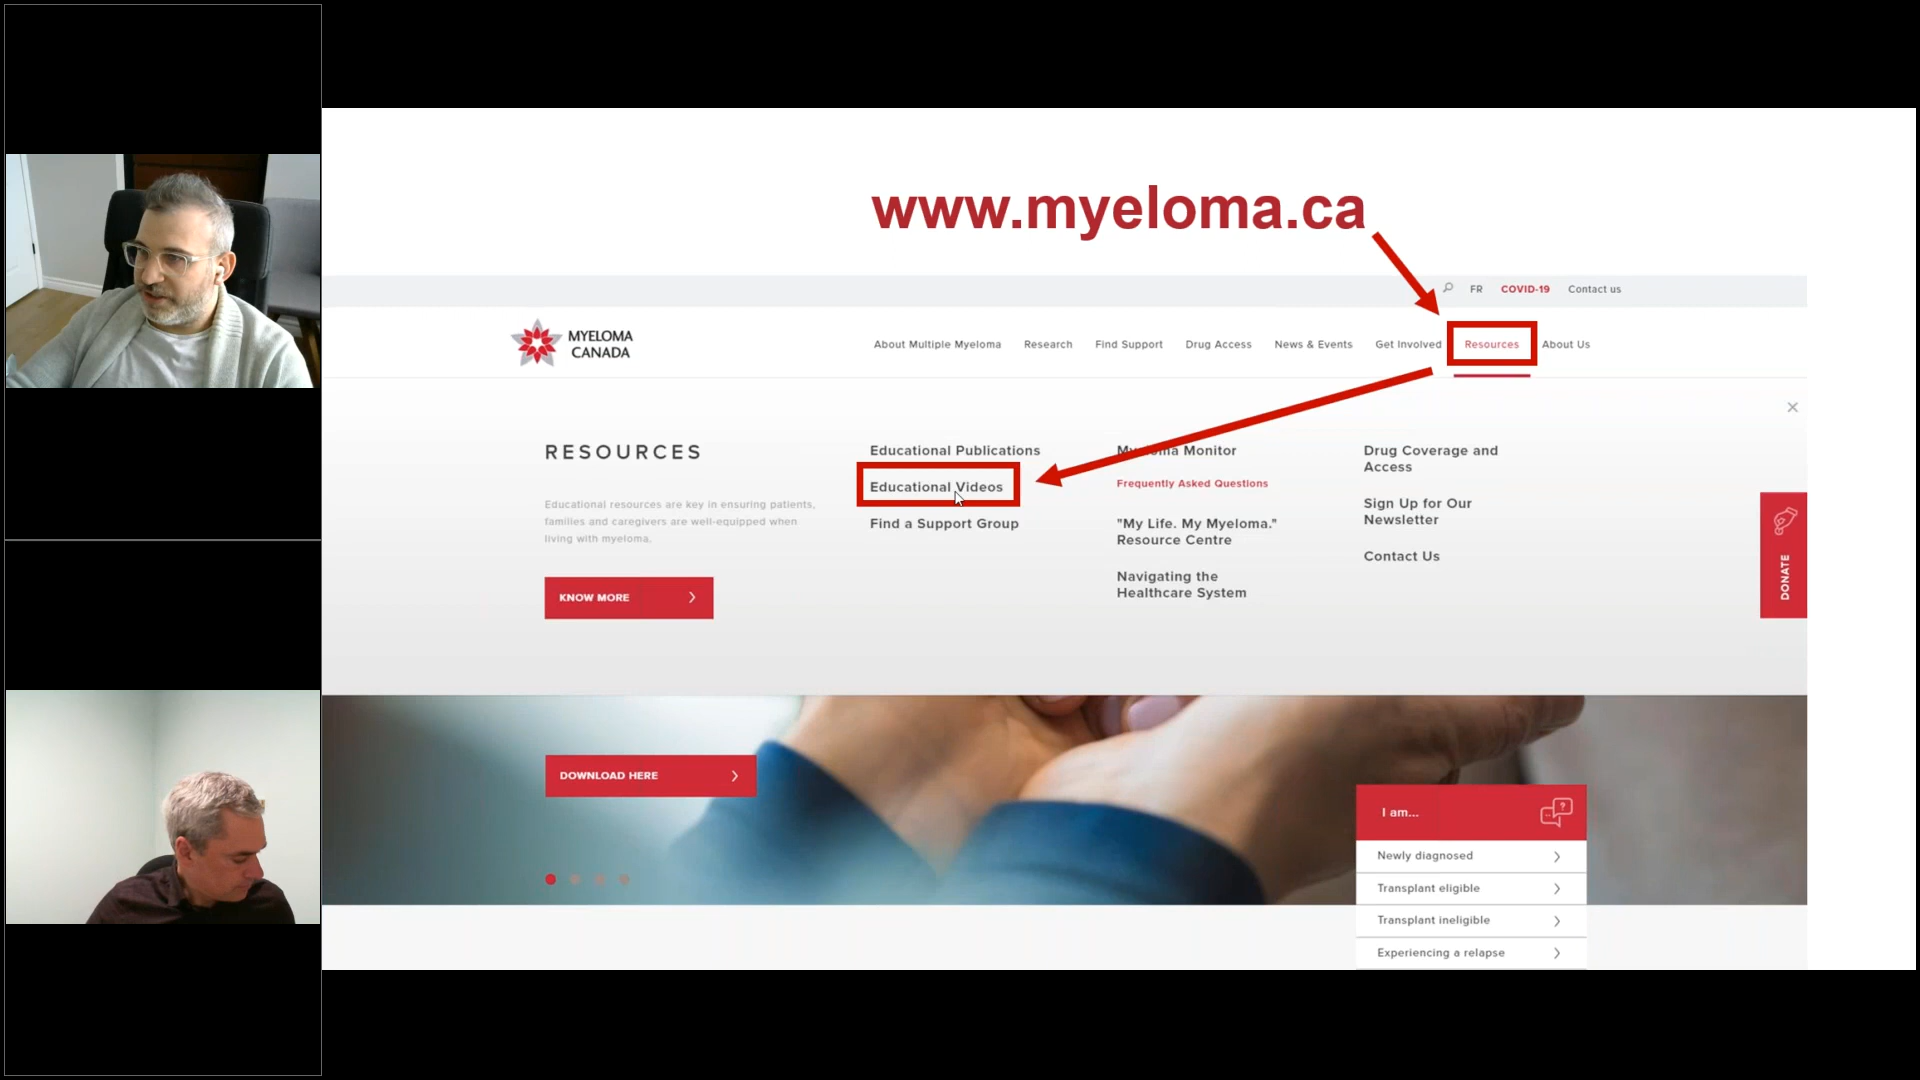 www.myeloma.ca
FR COVID-19 Contact us
MYELOMA
CANADA
About Multiple Myeloma Research Find Support Drug Access News & Events Get Involved Resources About Us
RESOURCES
Educational resources are key in ensuring patients,
families and caregivers are well-equipped when
living with myeloma.
KNOW MORE
Educational Publications
Educational Videos
Find a Support Group
Myeloma Monitor
Frequently Asked Questions
"My Life. My Myeloma."
Resource Centre
Navigating the
Healthcare System
Drug Coverage and
Access
Sign Up for Our
Newsletter
Contact Us
DONATE
DOWNLOAD HERE
I am...
Newly diagnosed
Transplant eligible
Transplant ineligible
Experiencing a relapse